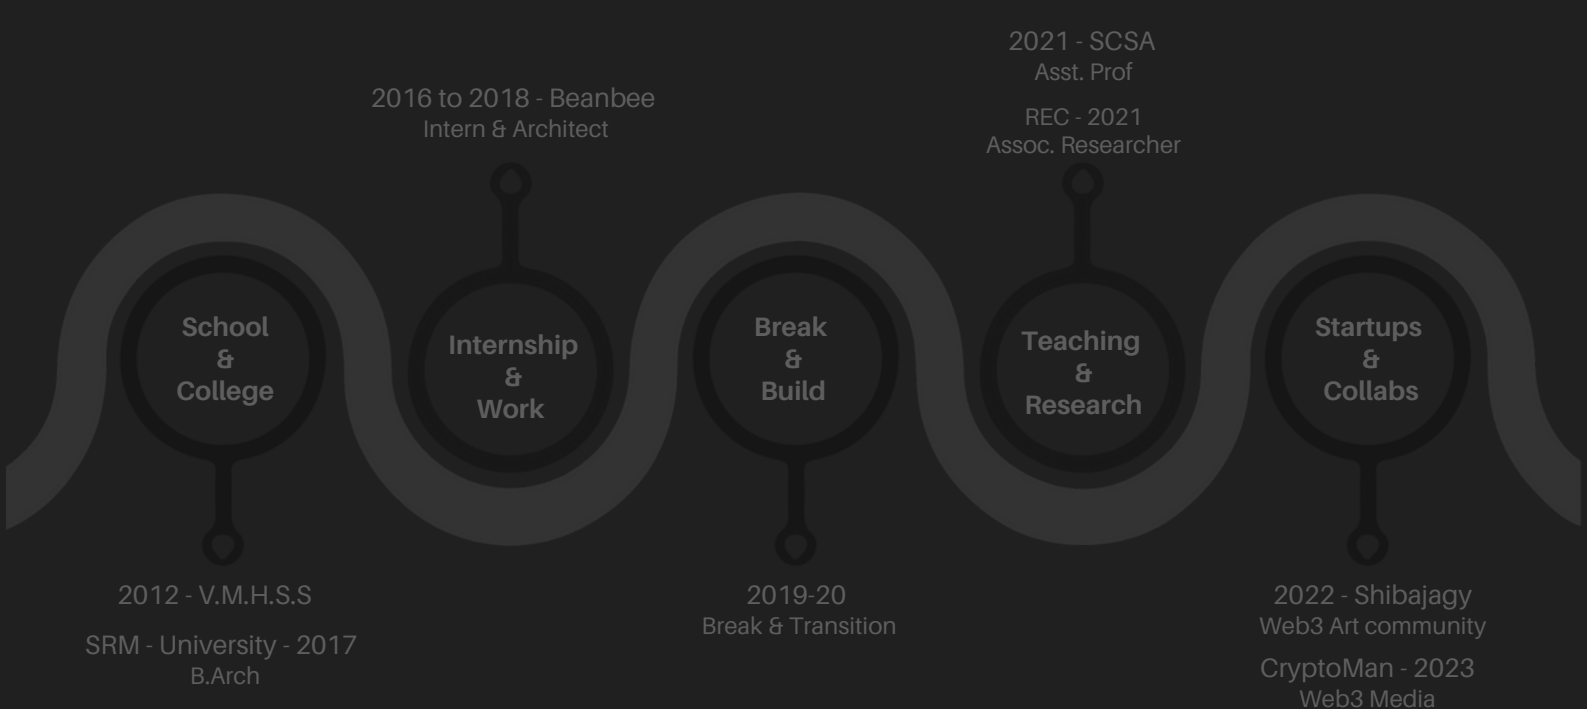 School
&
College
2012 - V.M.H.S.S
SRM - University - 2017
B.Arch
2016 to 2018 - Beanbee
Intern & Architect
Internship
&
Work
Break
&
Build
2019-20
Break & Transition
2021 - SCSA
Asst. Prof
REC - 2021
Assoc. Researcher
Teaching
&
Research
Startups
&
Collabs
2022 - Shibajagy
Web3 Art community
CryptoMan - 2023
Web3 Media